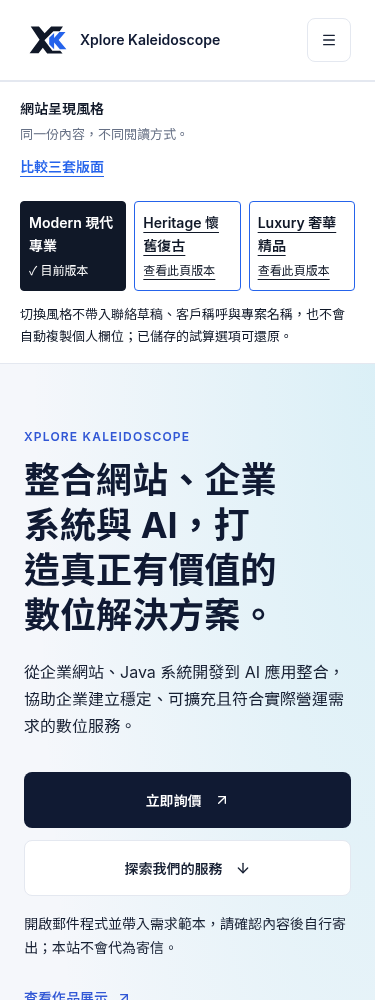 Xplore Kaleidoscope
網站呈現風格
同一份內容，不同閱讀方式。
比較三套版面
Modern 現代
專業
✓ 目前版本
Heritage 懷
舊復古
查看此頁版本
Luxury 奢華
精品
查看此頁版本
切換風格不帶入聯絡草稿、客戶稱呼與專案名稱，也不會
自動複製個人欄位；已儲存的試算選項可還原。
XPLORE KALEIDOSCOPE
整合網站、企業
系統與 AI，打
造真正有價值的
數位解決方案。
從企業網站、Java 系統開發到 AI 應用整合，
協助企業建立穩定、可擴充且符合實際營運需
求的數位服務。
立即詢價 ↗
探索我們的服務 ↓
開啟郵件程式並帶入需求範本，請確認內容後自行寄
出；本站不會代為寄信。
查看作品展示 ↗